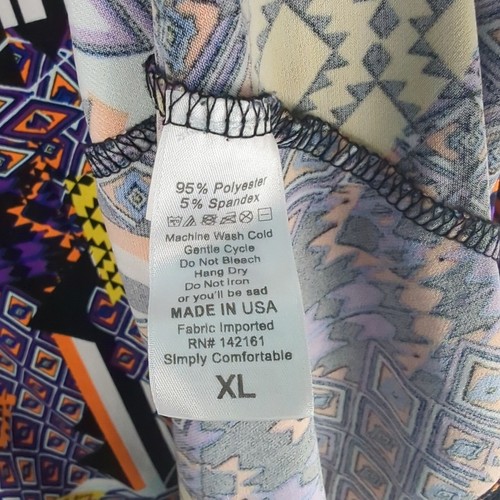 95% Polyester
5% Spandex
Machine Wash Cold
Gentle Cycle
Do Not Bleach
Hang Dry
Do Not Iron
or you'll be sad
MADE IN USA
Fabric Imported
RN# 142161
Simply Comfortable
XL